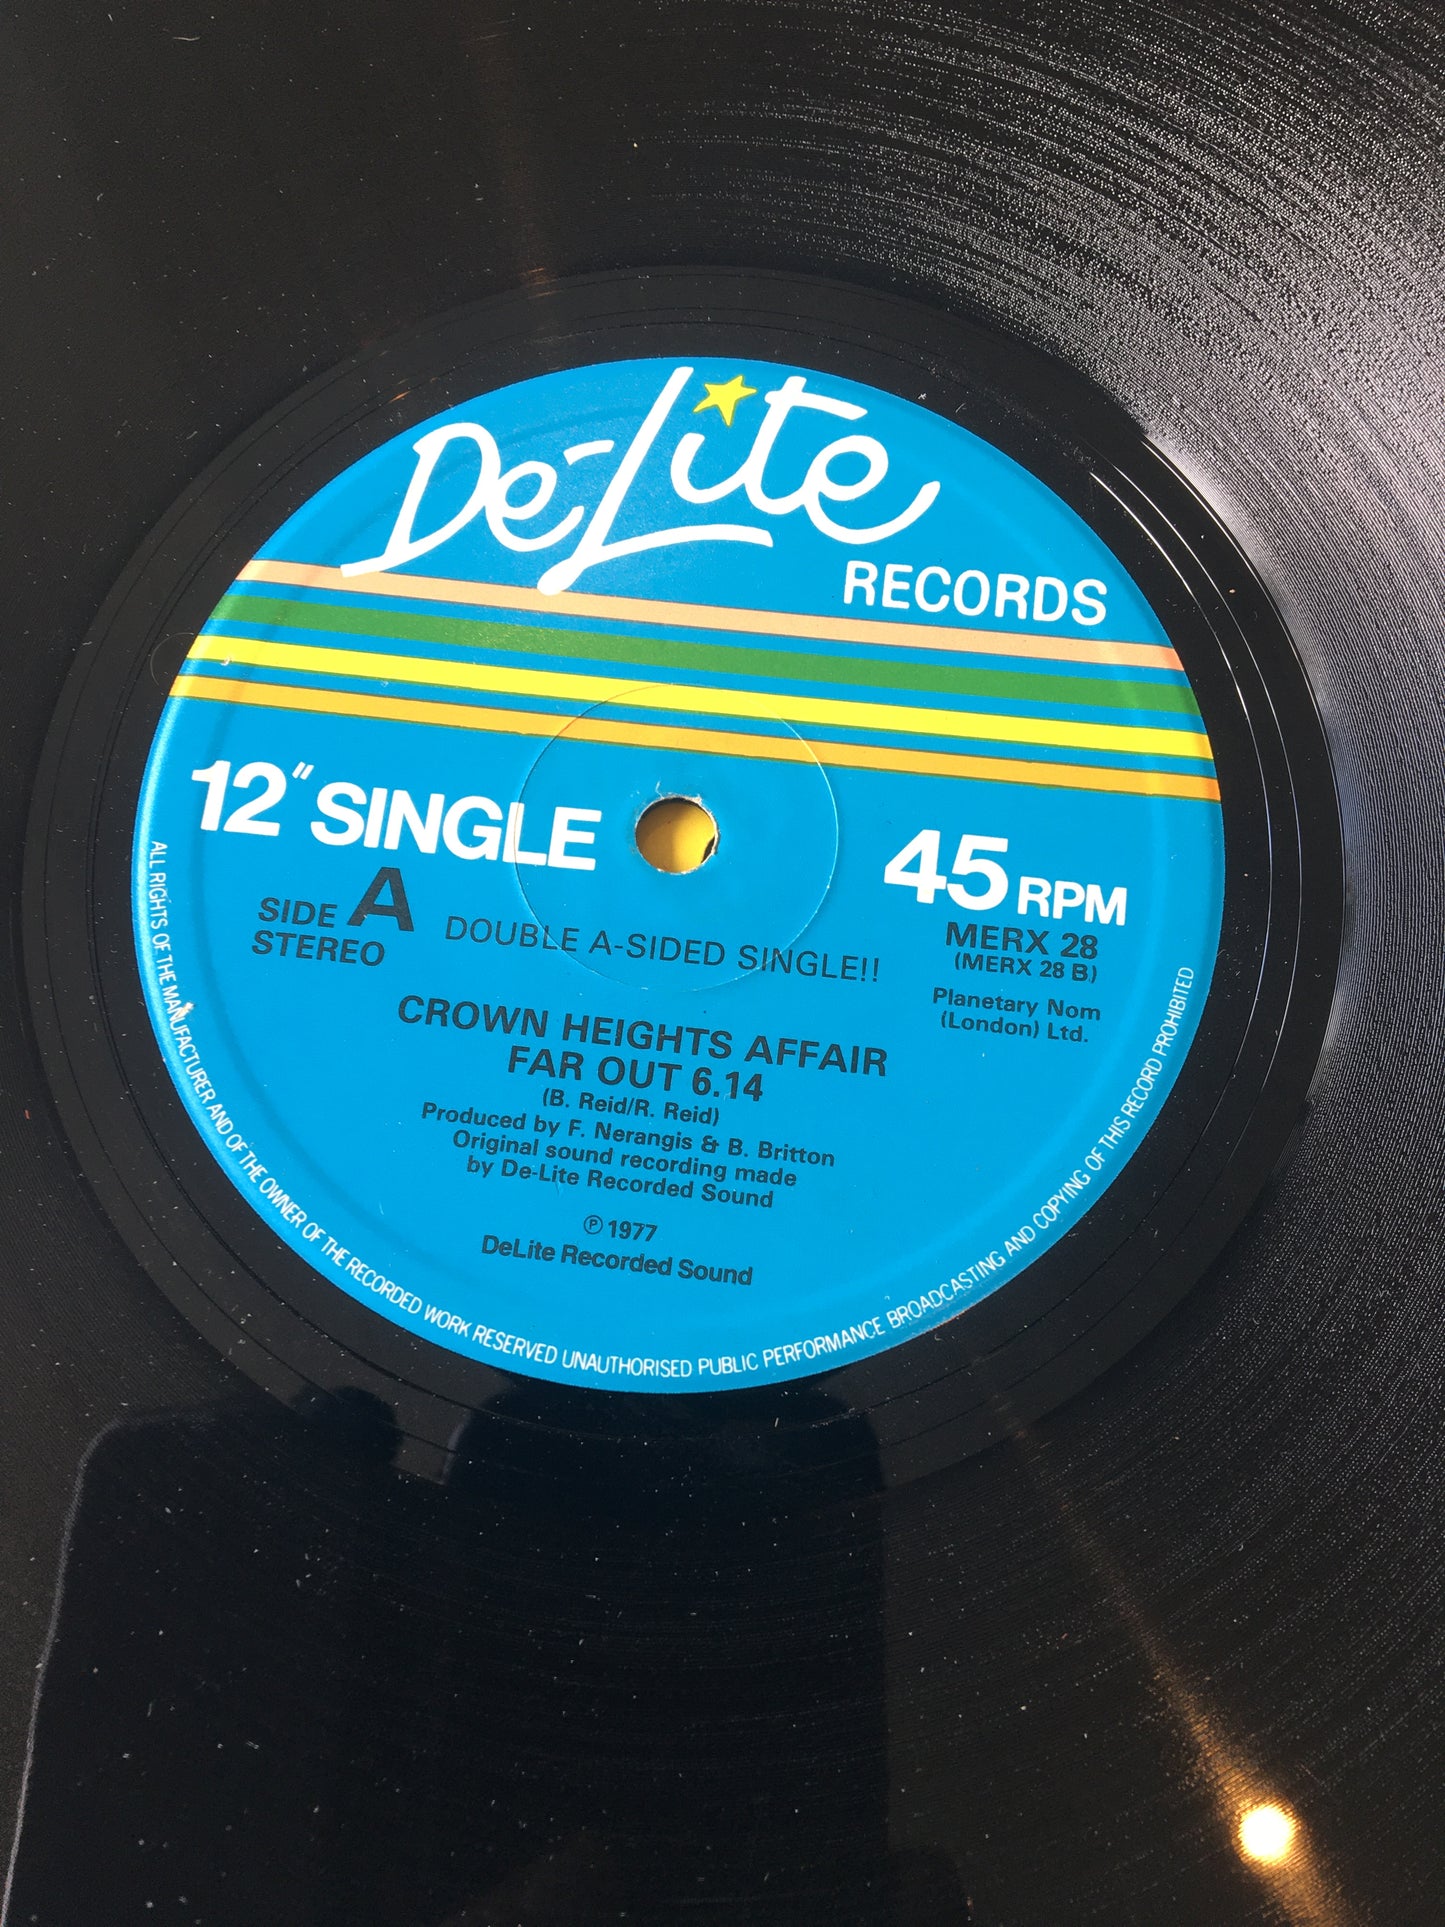 De-Lite
RECORDS
12" SINGLE
45 RPM
SIDE A
STEREO
DOUBLE A-SIDED SINGLE!!
MERX 28
(MERX 28 B)
Planetary Nom
(London) Ltd.
CROWN HEIGHTS AFFAIR
FAR OUT 6.14
(B. Reid/R. Reid)
Produced by F. Nerangis & B. Britton
Original sound recording made
by De-Lite Recorded Sound
℗ 1977
DeLite Recorded Sound
ALL RIGHTS OF THE MANUFACTURER AND OF THE OWNER OF THE RECORDED WORK RESERVED UNAUTHORISED PUBLIC PERFORMANCE BROADCASTING AND COPYING OF THIS RECORD PROHIBITED